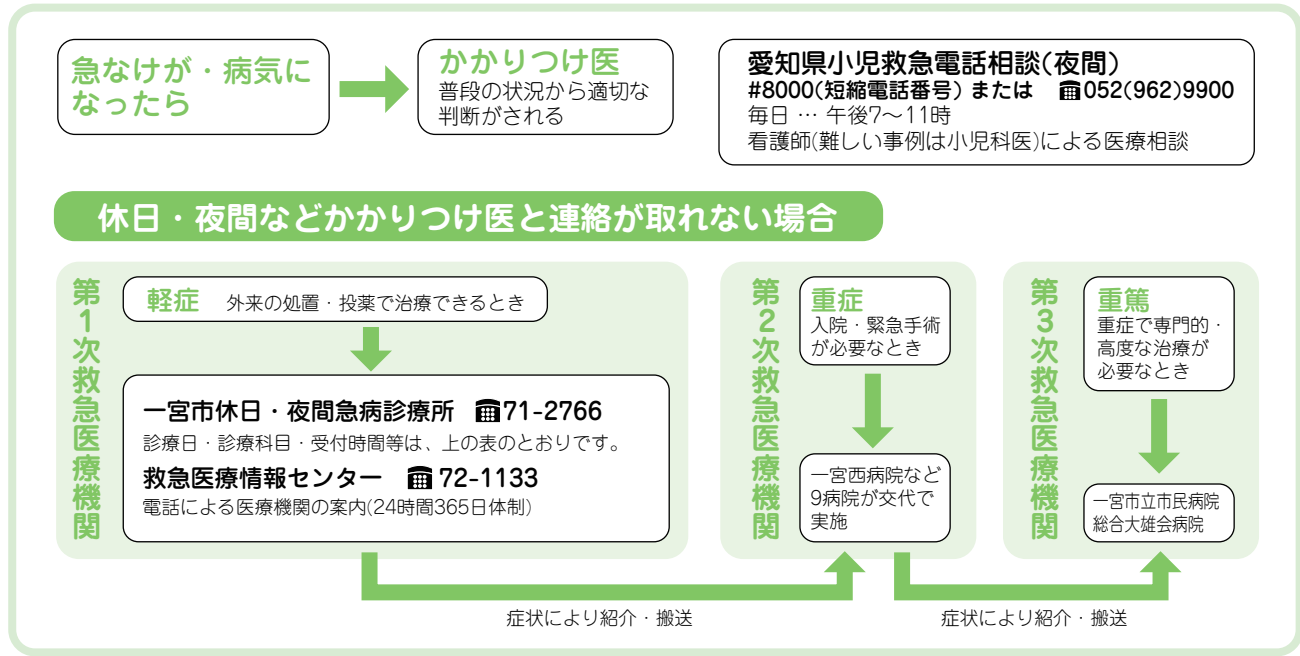 急なけが・病気に
なったら
かかりつけ医
普段の状況から適切な
判断がされる
愛知県小児救急電話相談(夜間)
#8000(短縮電話番号) または ☎052(962)9900
毎日 … 午後7～11時
看護師(難しい事例は小児科医)による医療相談
休日・夜間などかかりつけ医と連絡が取れない場合
第1次救急医療機関
軽症 外来の処置・投薬で治療できるとき
一宮市休日・夜間急病診療所 ☎71-2766
診療日・診療科目・受付時間等は、上の表のとおりです。
救急医療情報センター ☎72-1133
電話による医療機関の案内(24時間365日体制)
第2次救急医療機関
重症
入院・緊急手術
が必要なとき
一宮西病院など
9病院が交代で
実施
第3次救急医療機関
重篤
重症で専門的・
高度な治療が
必要なとき
一宮市立市民病院
総合大雄会病院
症状により紹介・搬送
症状により紹介・搬送